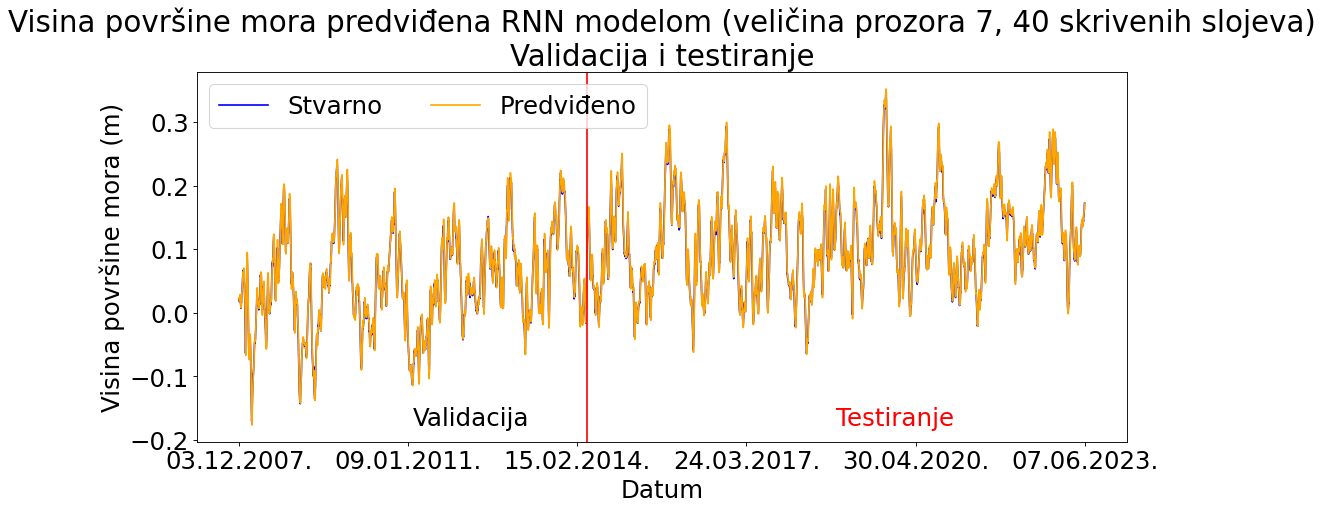 Visina površine mora predviđena RNN modelom (veličina prozora 7, 40 skrivenih slojeva)
Validacija i testiranje
Stvarno Predviđeno
Visina površine mora (m)
0.3
0.2
0.1
0.0
−0.1
−0.2
Validacija Testiranje
03.12.2007. 09.01.2011. 15.02.2014. 24.03.2017. 30.04.2020. 07.06.2023.
Datum